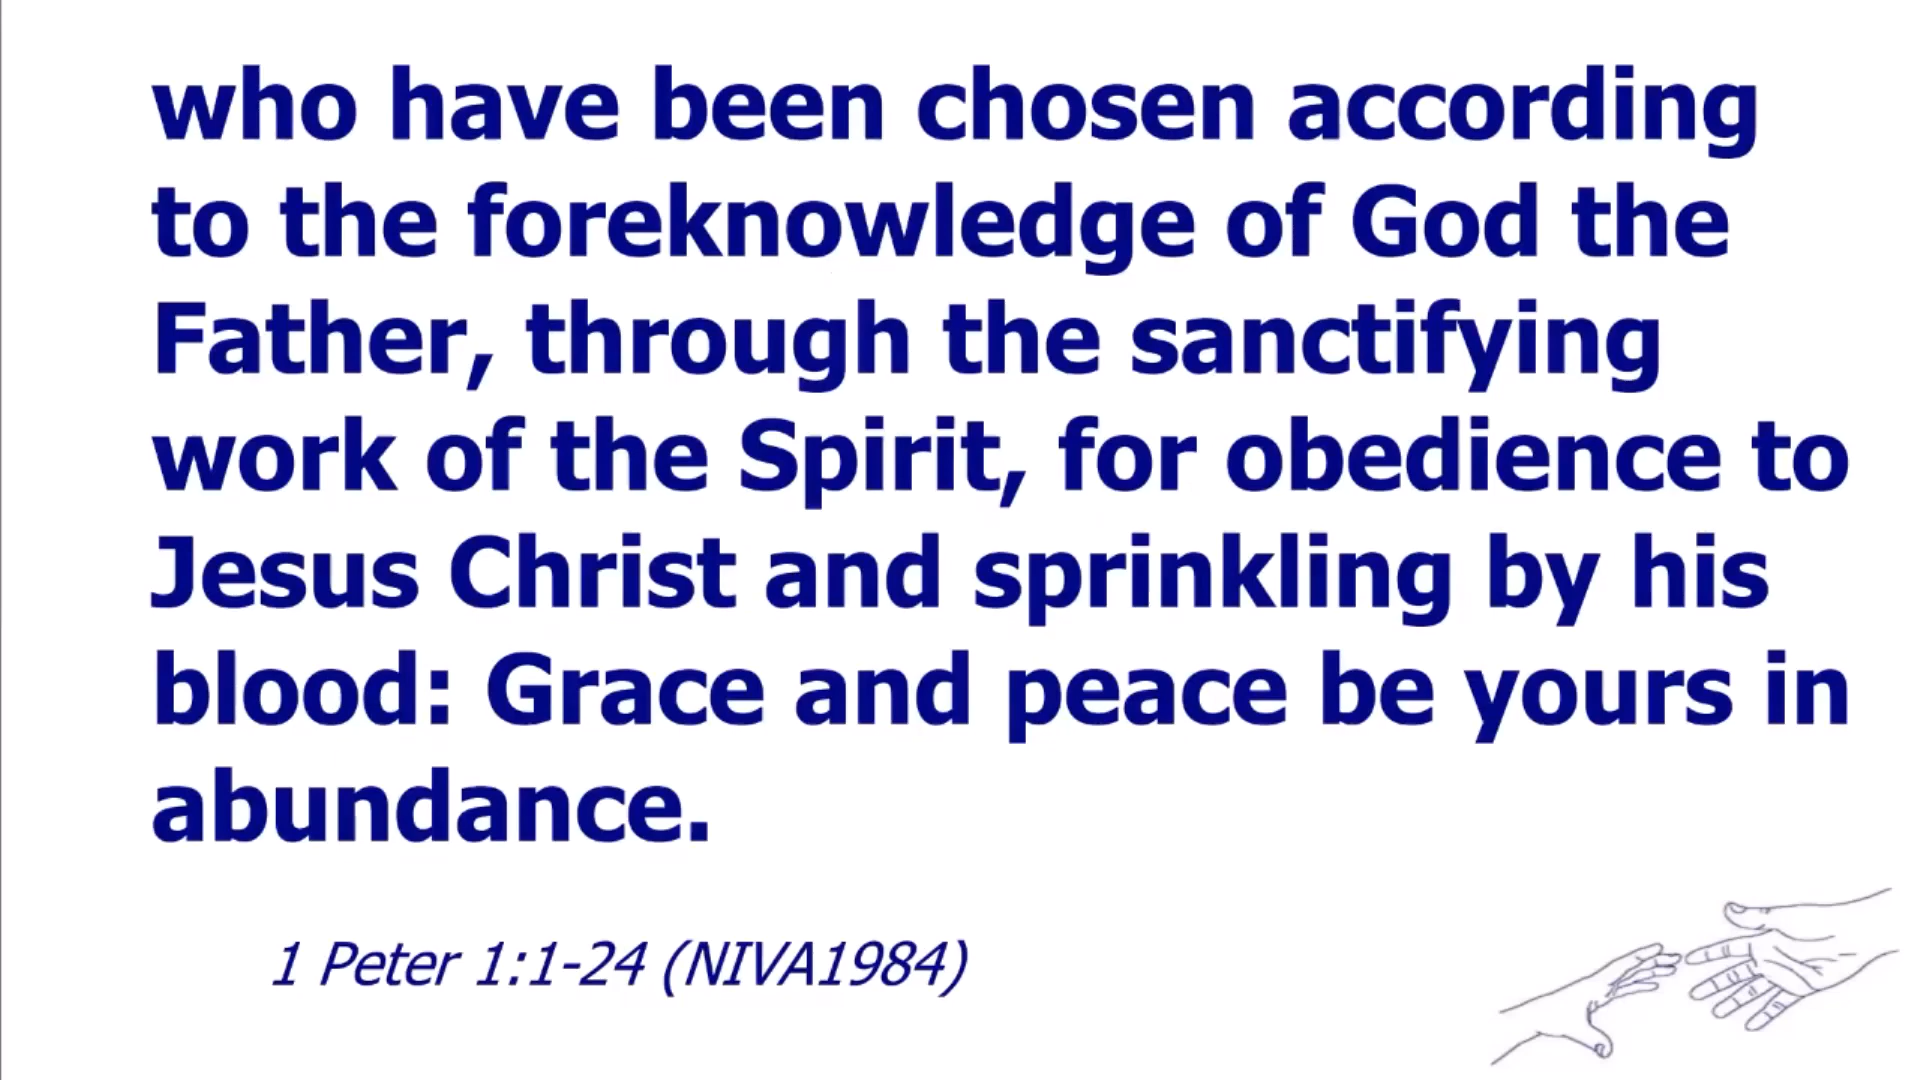 who have been chosen according
to the foreknowledge of God the
Father, through the sanctifying
work of the Spirit, for obedience to
Jesus Christ and sprinkling by his
blood: Grace and peace be yours in
abundance.
1 Peter 1:1-24 (NIVA1984)